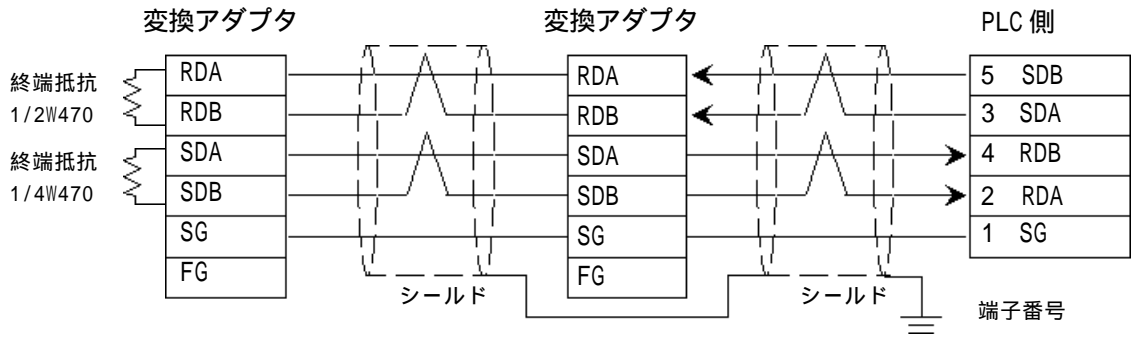 変換アダプタ 変換アダプタ PLC 側
終端抵抗
1/2W470
終端抵抗
1/4W470
RDA RDA 5 SDB
RDB RDB 3 SDA
SDA SDA 4 RDB
SDB SDB 2 RDA
SG SG 1 SG
FG FG
シールド シールド 端子番号